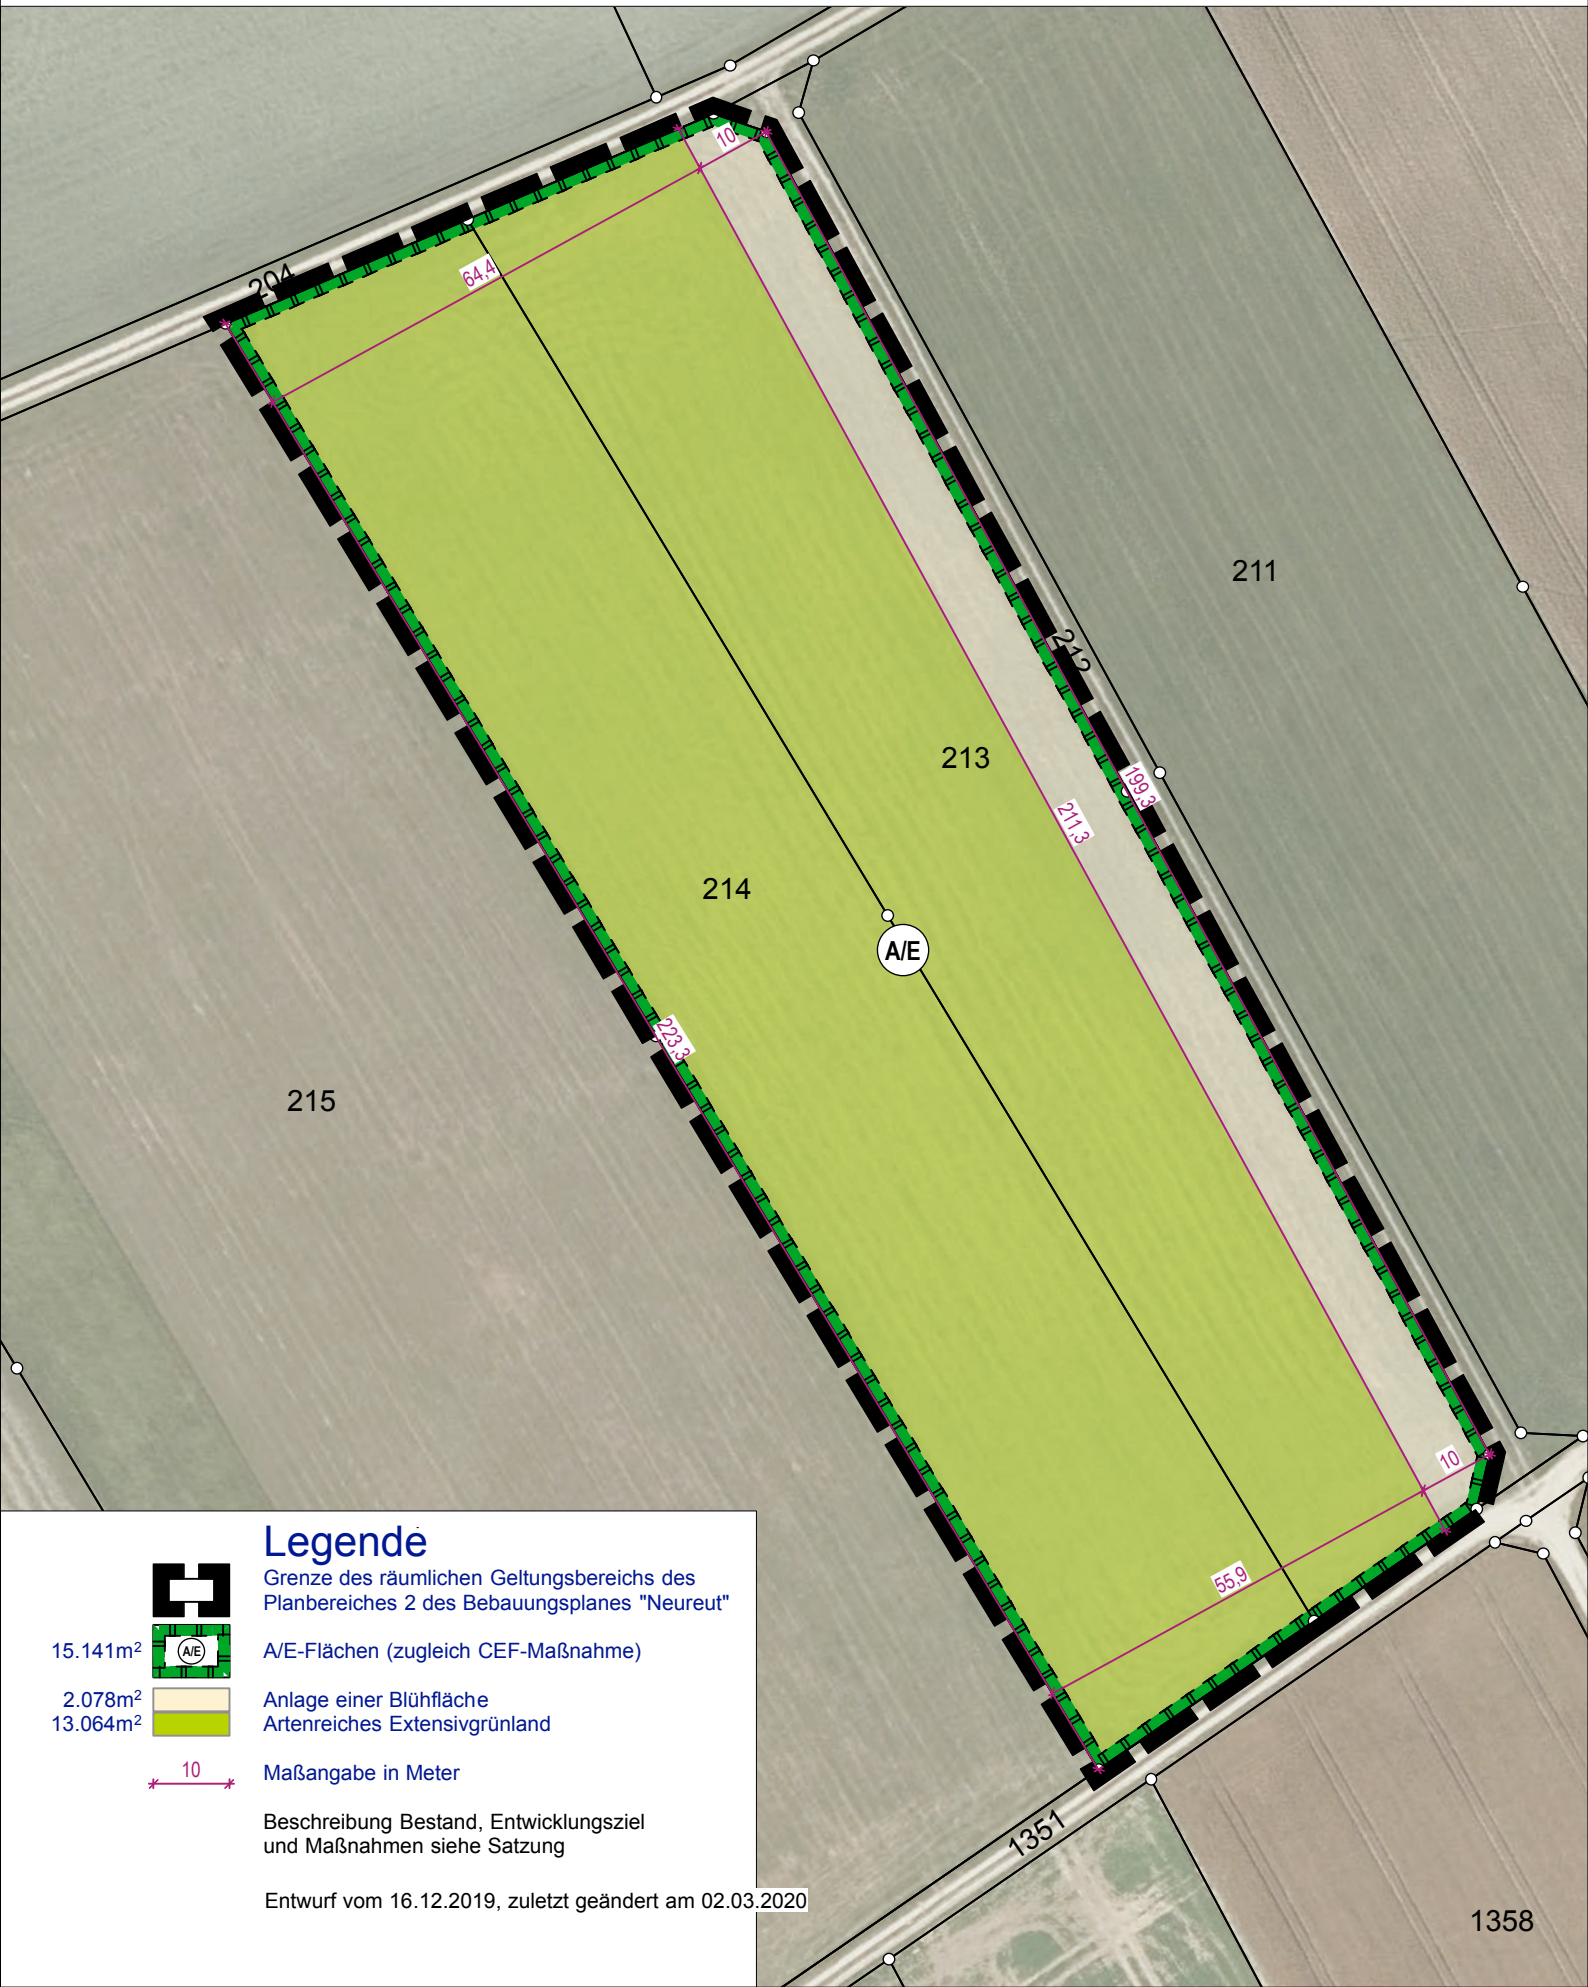 10
204
64,4
211
212
213
199,3
211,3
214
A/E
223,3
215
10
55,9
1351
1358
Legende
Grenze des räumlichen Geltungsbereichs des
Planbereiches 2 des Bebauungsplanes "Neureut"
15.141m² A/E A/E-Flächen (zugleich CEF-Maßnahme)
2.078m² Anlage einer Blühfläche
13.064m² Artenreiches Extensivgrünland
10 Maßangabe in Meter
Beschreibung Bestand, Entwicklungsziel
und Maßnahmen siehe Satzung
Entwurf vom 16.12.2019, zuletzt geändert am 02.03.2020